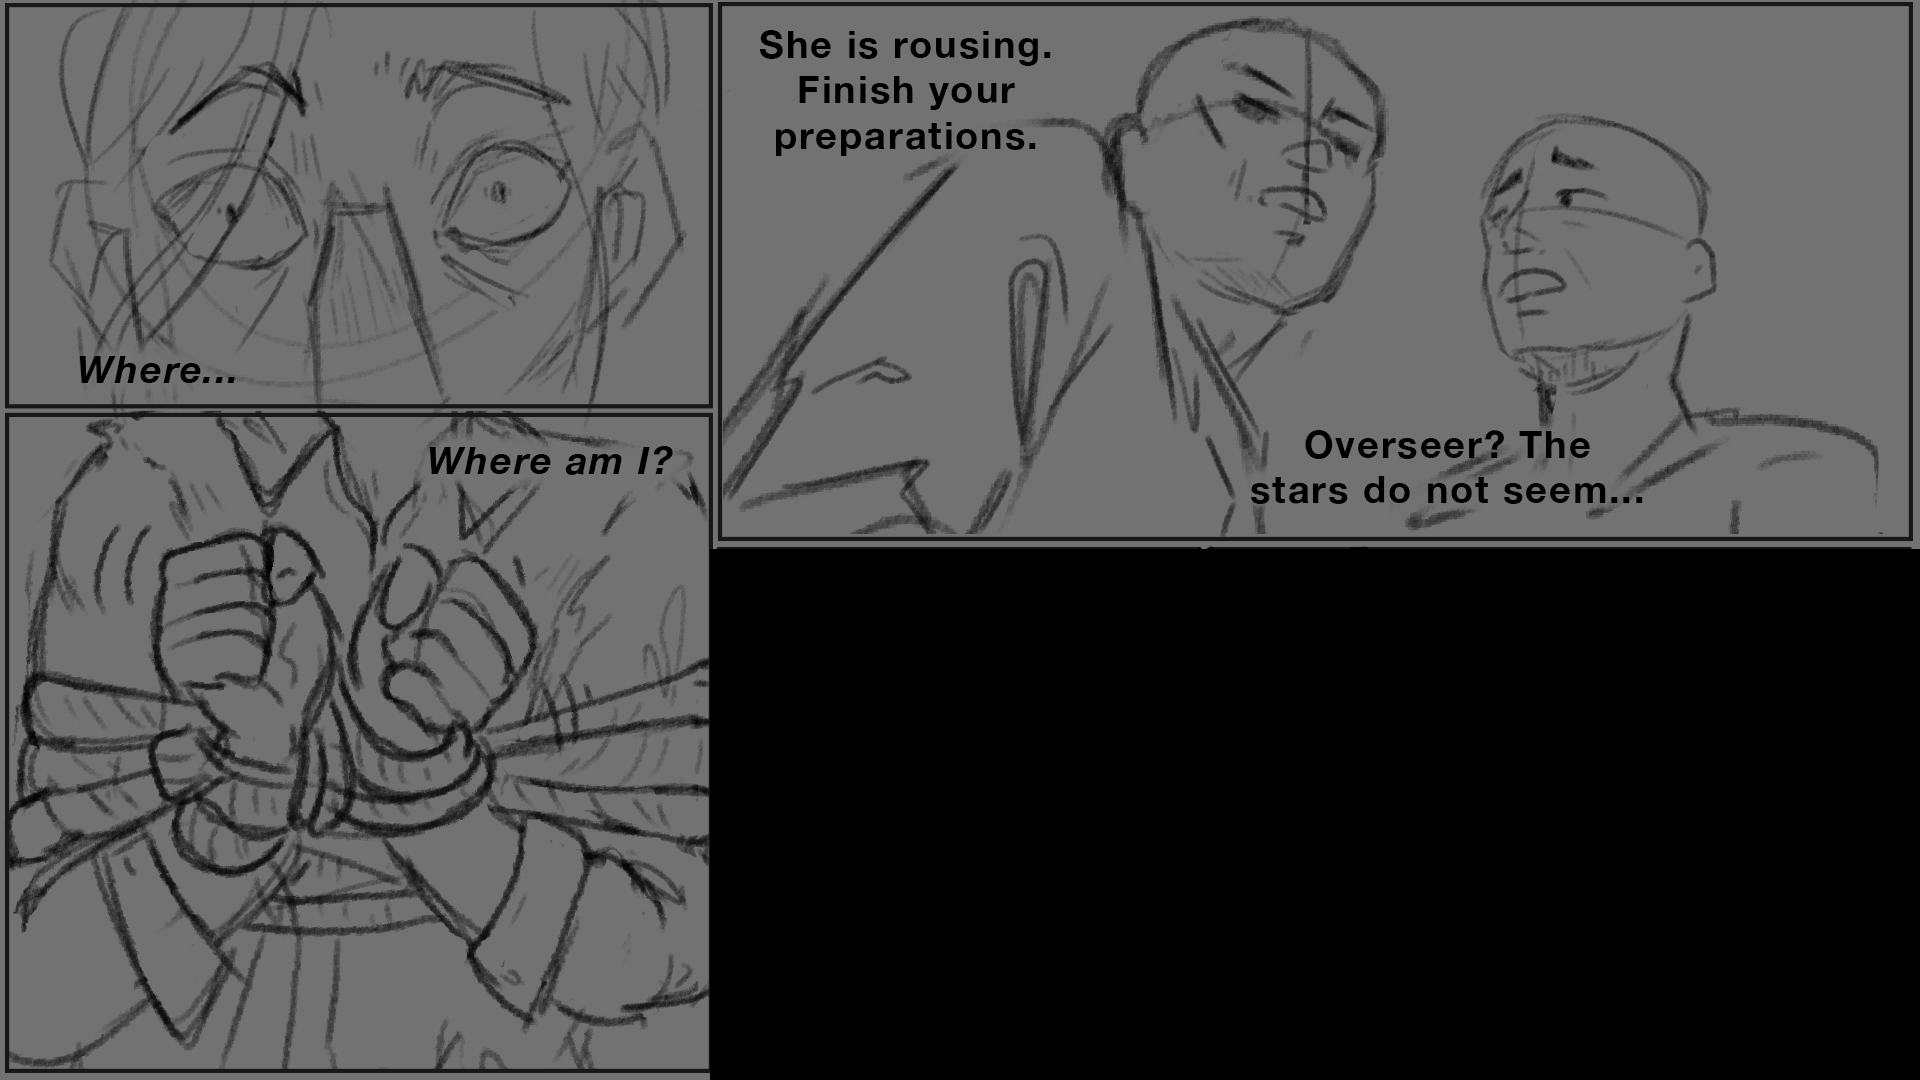 Where...
Where am I?
She is rousing.
Finish your
preparations.
Overseer? The
stars do not seem...